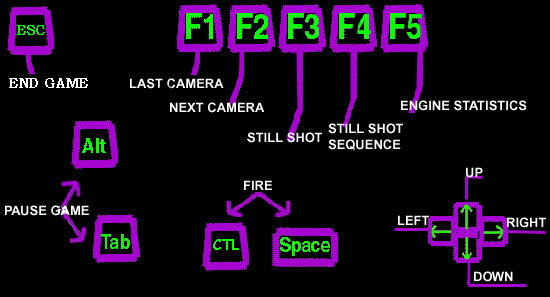 ESC
F1 F2 F3 F4 F5
END GAME
LAST CAMERA
NEXT CAMERA
STILL SHOT
STILL SHOT
SEQUENCE
ENGINE STATISTICS
Alt
PAUSE GAME
Tab
FIRE
CTL
Space
UP
LEFT
RIGHT
DOWN